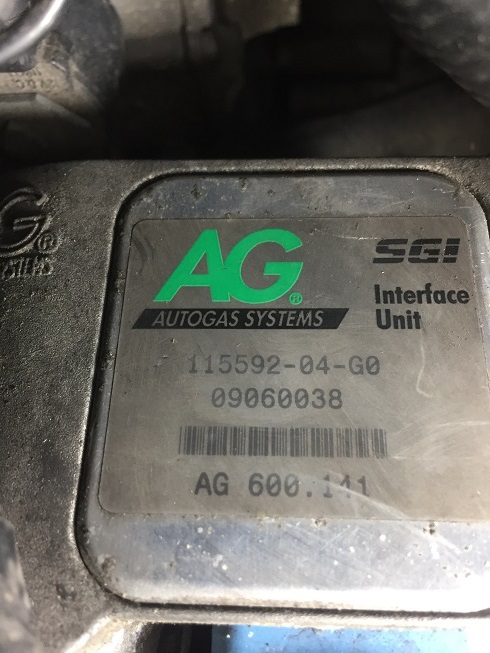 G®
AG®
AUTOGAS SYSTEMS
SGI
Interface
Unit
115592-04-G0
09060038
AG 600.141